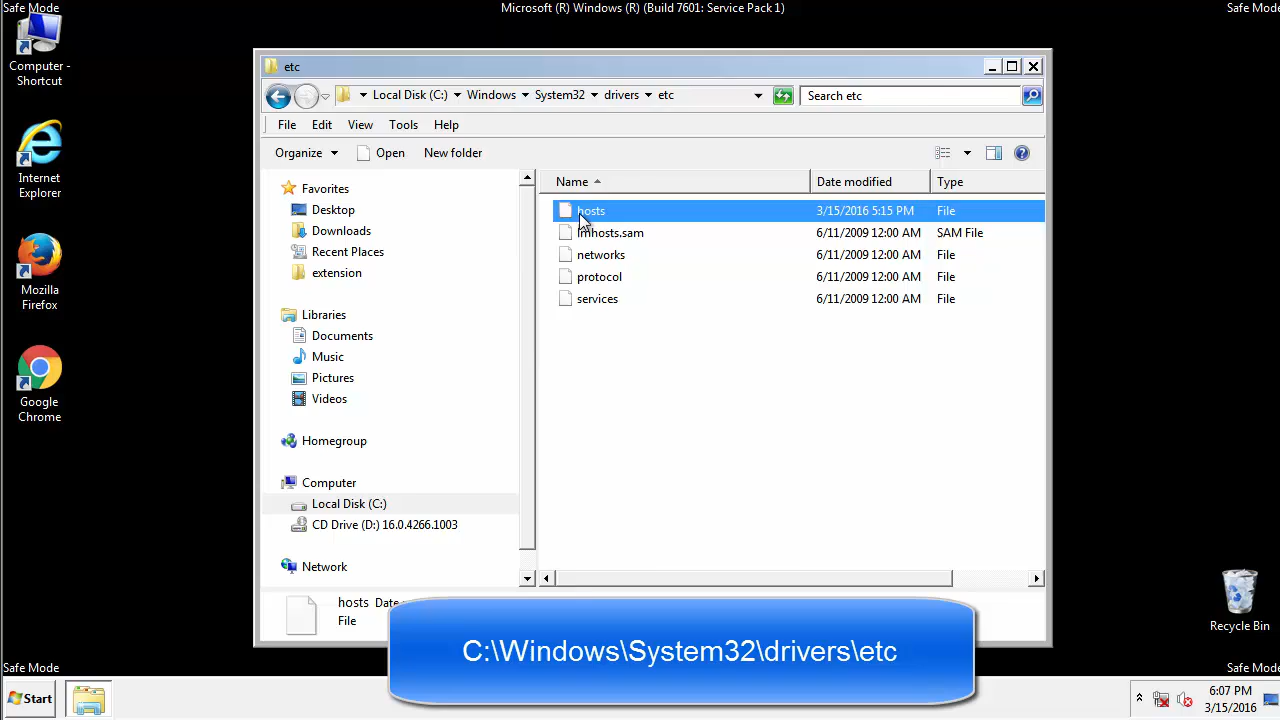 Safe Mode
Microsoft (R) Windows (R) (Build 7601: Service Pack 1)
Safe Mode
Computer - Shortcut
Internet Explorer
Mozilla Firefox
Google Chrome
etc
Local Disk (C:) Windows System32 drivers etc
Search etc
File Edit View Tools Help
Organize Open New folder
Favorites
Desktop
Downloads
Recent Places
extension
Libraries
Documents
Music
Pictures
Videos
Homegroup
Computer
Local Disk (C:)
CD Drive (D:) 16.0.4266.1003
Network
Name Date modified Type
hosts 3/15/2016 5:15 PM File
lmhosts.sam 6/11/2009 12:00 AM SAM File
networks 6/11/2009 12:00 AM File
protocol 6/11/2009 12:00 AM File
services 6/11/2009 12:00 AM File
hosts Date
File
C:\Windows\System32\drivers\etc
Recycle Bin
Safe Mode
Safe Mode
Start
6:07 PM
3/15/2016